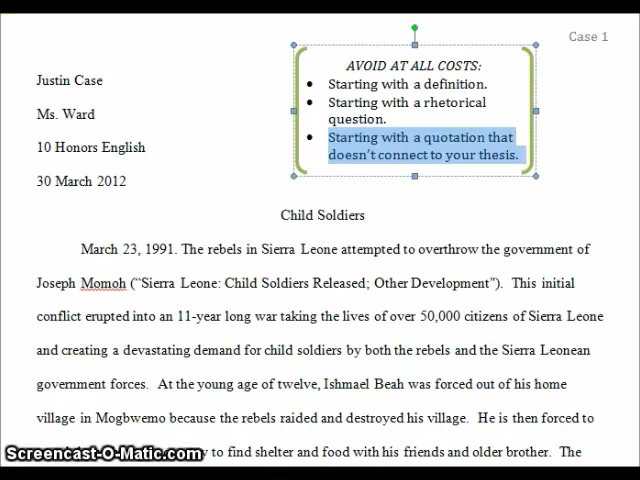 Case 1
AVOID AT ALL COSTS:
• Starting with a definition.
• Starting with a rhetorical
question.
• Starting with a quotation that
doesn't connect to your thesis.
Justin Case
Ms. Ward
10 Honors English
30 March 2012
Child Soldiers
March 23, 1991. The rebels in Sierra Leone attempted to overthrow the government of
Joseph Momoh ("Sierra Leone: Child Soldiers Released; Other Development"). This initial
conflict erupted into an 11-year long war taking the lives of over 50,000 citizens of Sierra Leone
and creating a devastating demand for child soldiers by both the rebels and the Sierra Leonean
government forces. At the young age of twelve, Ishmael Beah was forced out of his home
village in Mogbwemo because the rebels raided and destroyed his village. He is then forced to
to find shelter and food with his friends and older brother. The
Screencast-O-Matic.com